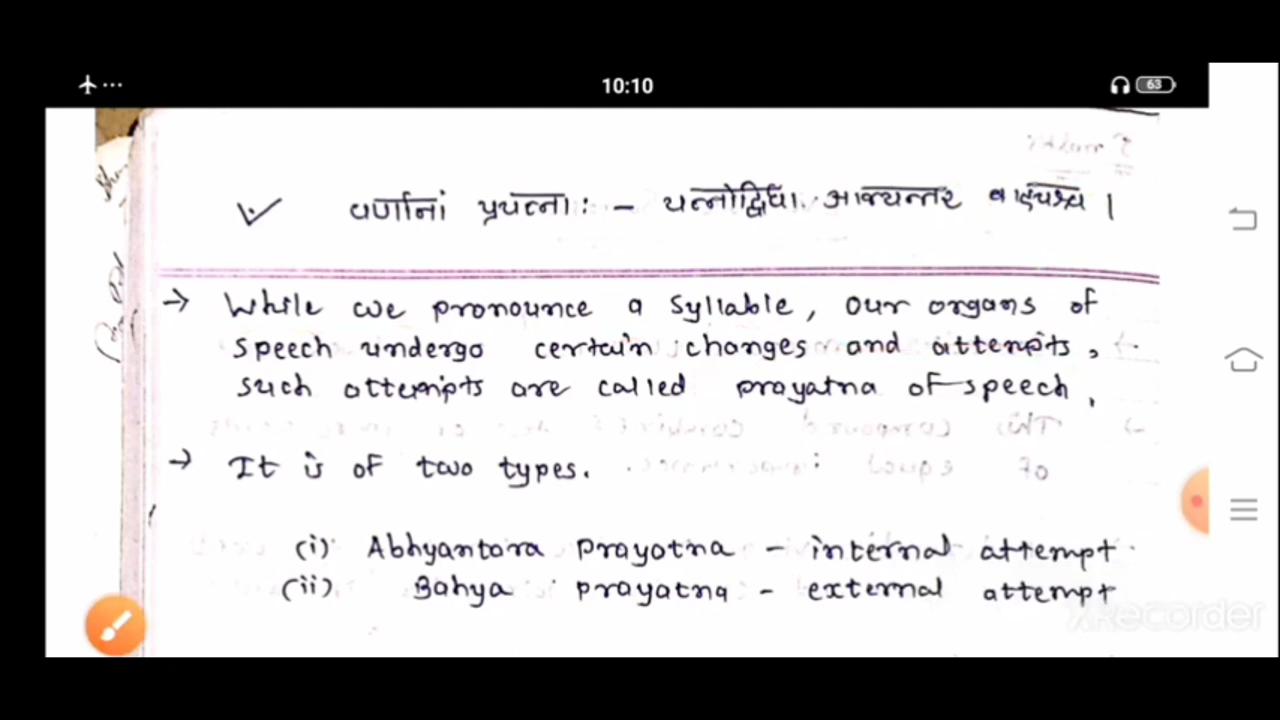 10:10
63
वर्णानां प्रयत्नाः - यत्नोद्विधा. आभ्यन्तर बाह्यश्च ।
→ While we pronounce a syllable, our organs of
speech undergo certain changes and attempts,
such attempts are called prayatna of speech.
→ It is of two types.
(i) Abhyantara prayatna - internal attempt
(ii) Bahya prayatna - external attempt
XRecorder